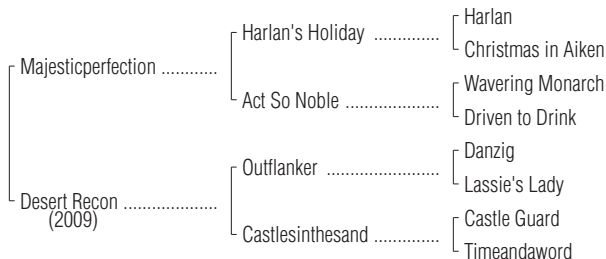 Harlan
Harlan's Holiday ...............
Christmas in Aiken
Majesticperfection ...........
Wavering Monarch
Act So Noble ...................
Driven to Drink
Danzig
Outflanker ......................
Lassie's Lady
Desert Recon ...................
(2009)
Castle Guard
Castlesinthesand .............
Timeandaword